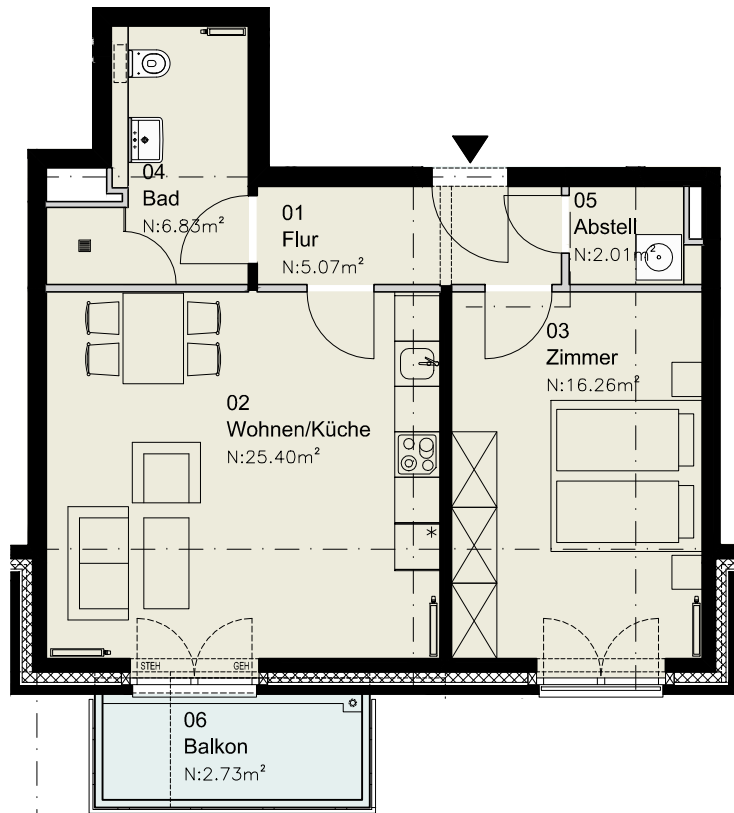 04
Bad
N:6.83m²
01
Flur
N:5.07m²
05
Abstell
N:2.01m²
03
Zimmer
N:16.26m²
02
Wohnen/Küche
N:25.40m²
STEH GEH
06
Balkon
N:2.73m²